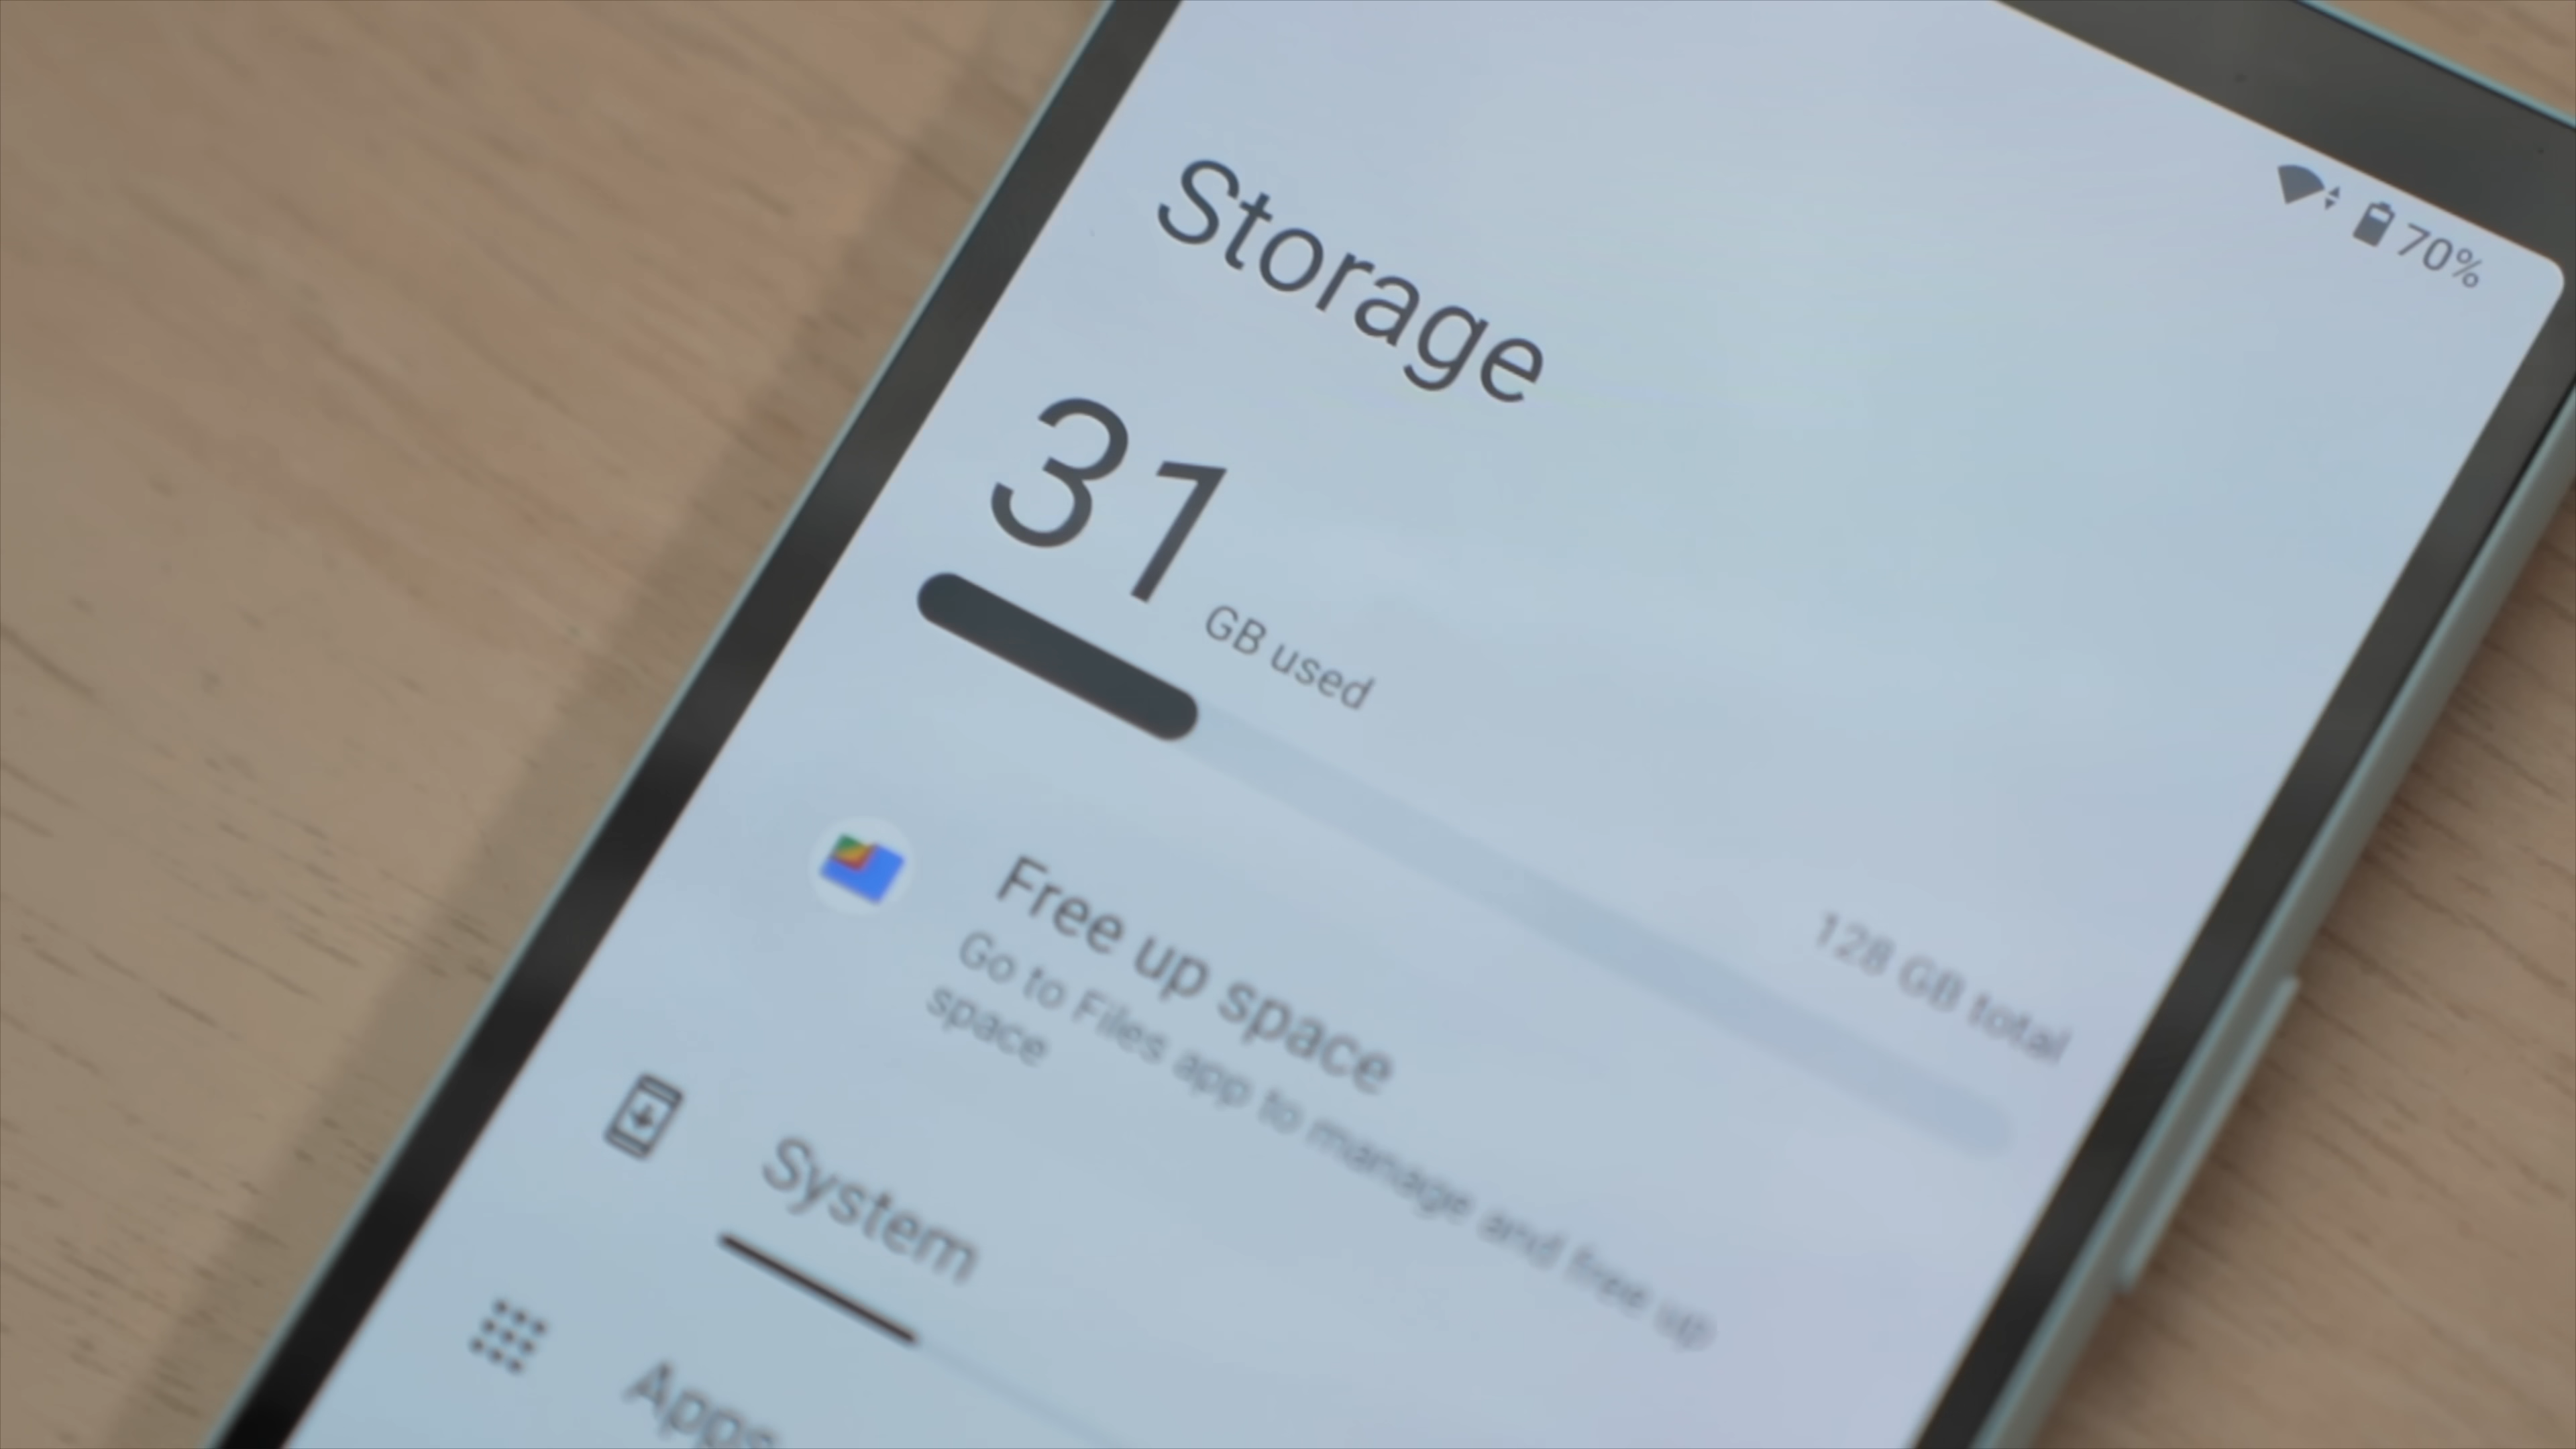 70%
Storage
31 GB used
128 GB total
Free up space
Go to Files app to manage and free up
space
System
Apps